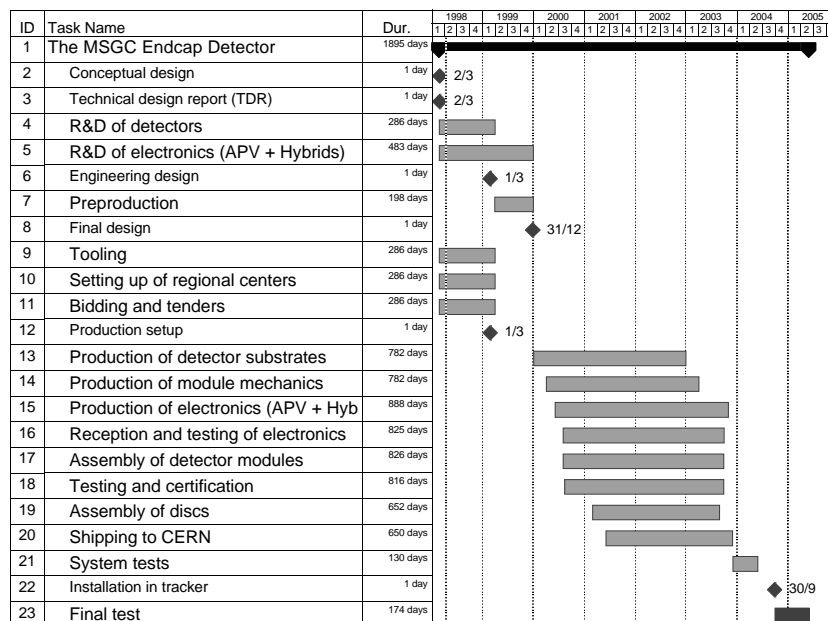 1998 1999 2000 2001 2002 2003 2004 2005
ID Task Name Dur. 1 2 3 4 1 2 3 4 1 2 3 4 1 2 3 4 1 2 3 4 1 2 3 4 1 2 3 4 1 2 3
1 The MSGC Endcap Detector 1895 days
2 Conceptual design 1 day 2/3
3 Technical design report (TDR) 1 day 2/3
4 R&D of detectors 286 days
5 R&D of electronics (APV + Hybrids) 483 days
6 Engineering design 1 day 1/3
7 Preproduction 198 days
8 Final design 1 day 31/12
9 Tooling 286 days
10 Setting up of regional centers 286 days
11 Bidding and tenders 286 days
12 Production setup 1 day 1/3
13 Production of detector substrates 782 days
14 Production of module mechanics 782 days
15 Production of electronics (APV + Hyb 888 days
16 Reception and testing of electronics 825 days
17 Assembly of detector modules 826 days
18 Testing and certification 816 days
19 Assembly of discs 652 days
20 Shipping to CERN 650 days
21 System tests 130 days
22 Installation in tracker 1 day 30/9
23 Final test 174 days